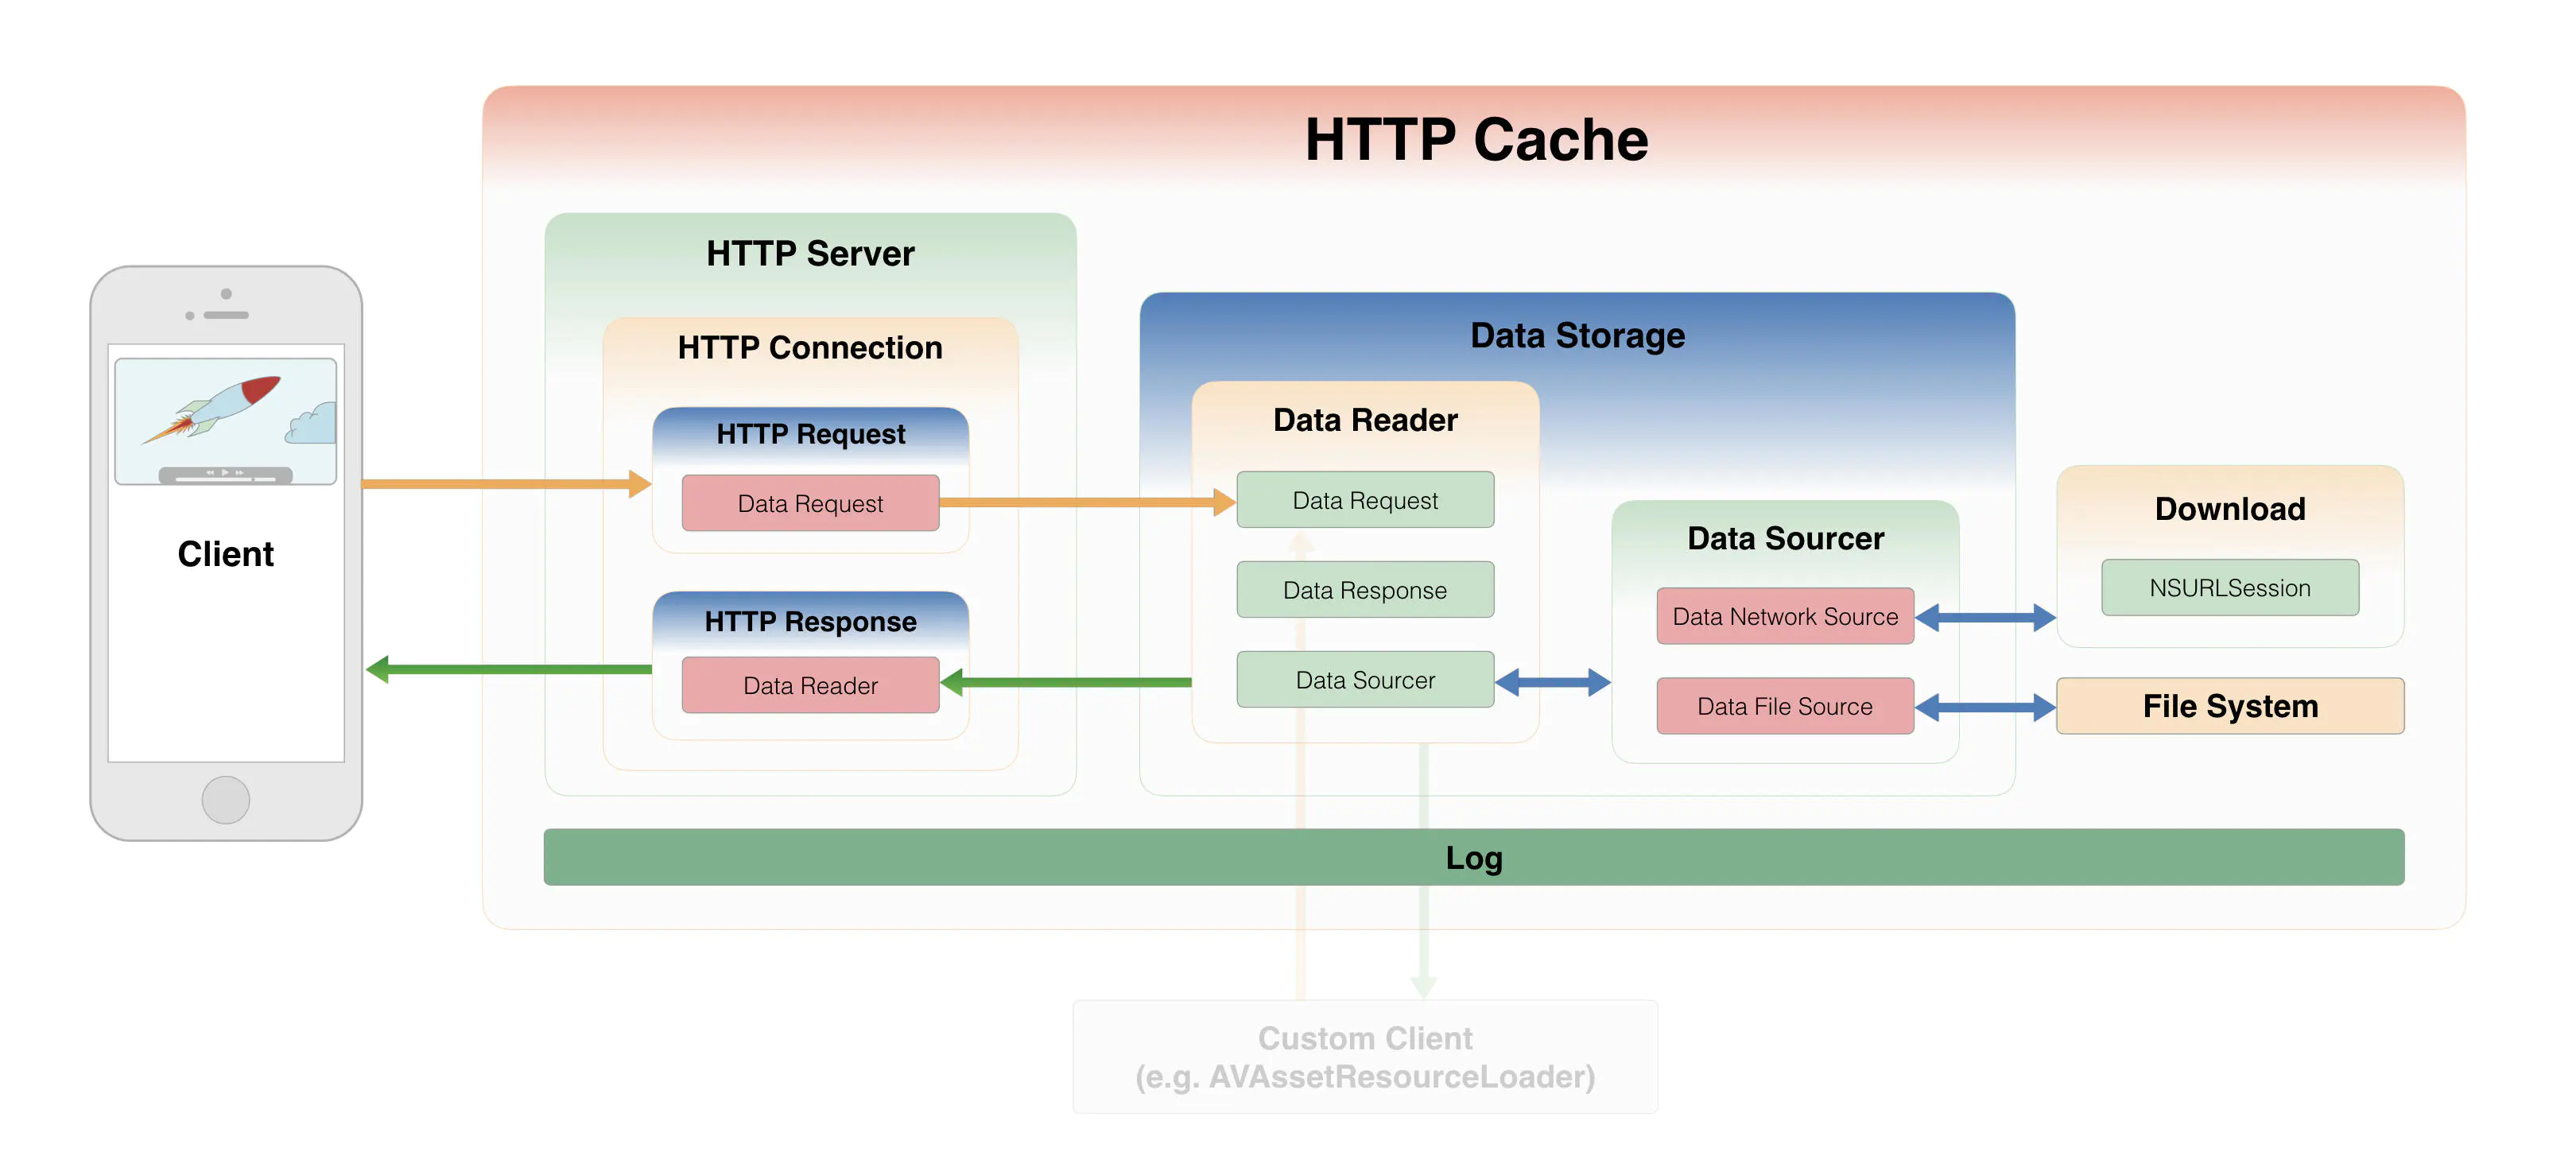 HTTP Cache
HTTP Server
HTTP Connection
HTTP Request
Data Request
HTTP Response
Data Reader
Client
Data Storage
Data Reader
Data Request
Data Response
Data Sourcer
Data Sourcer
Data Network Source
Data File Source
Download
NSURLSession
File System
Log
Custom Client
(e.g. AVAssetResourceLoader)